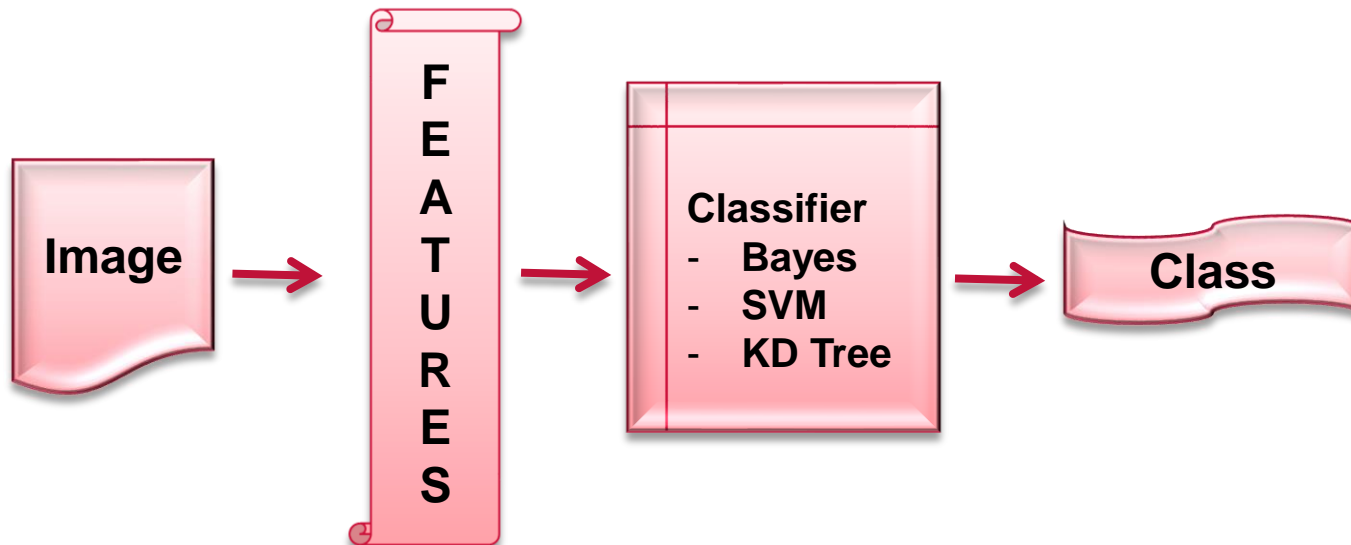 Image
F
E
A
T
U
R
E
S
Classifier
- Bayes
- SVM
- KD Tree
Class